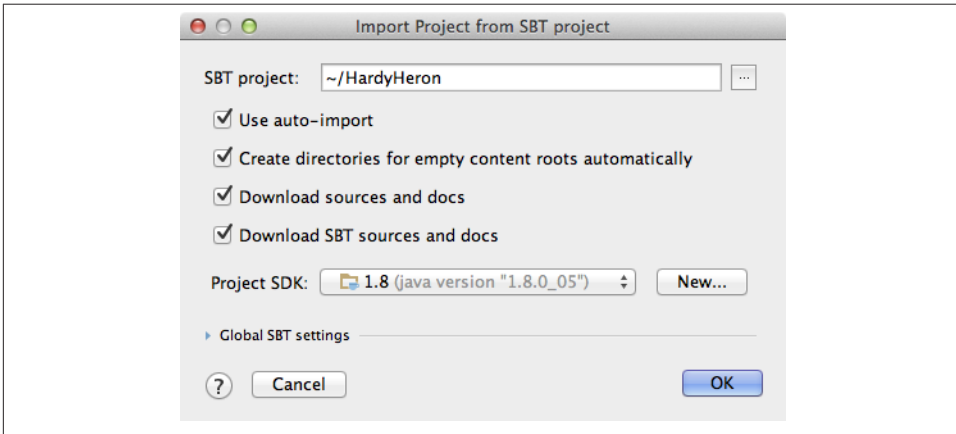 Import Project from SBT project
SBT project: ~/HardyHeron ...
Use auto-import
Create directories for empty content roots automatically
Download sources and docs
Download SBT sources and docs
Project SDK: 1.8 (java version "1.8.0_05") New...
Global SBT settings
? Cancel OK